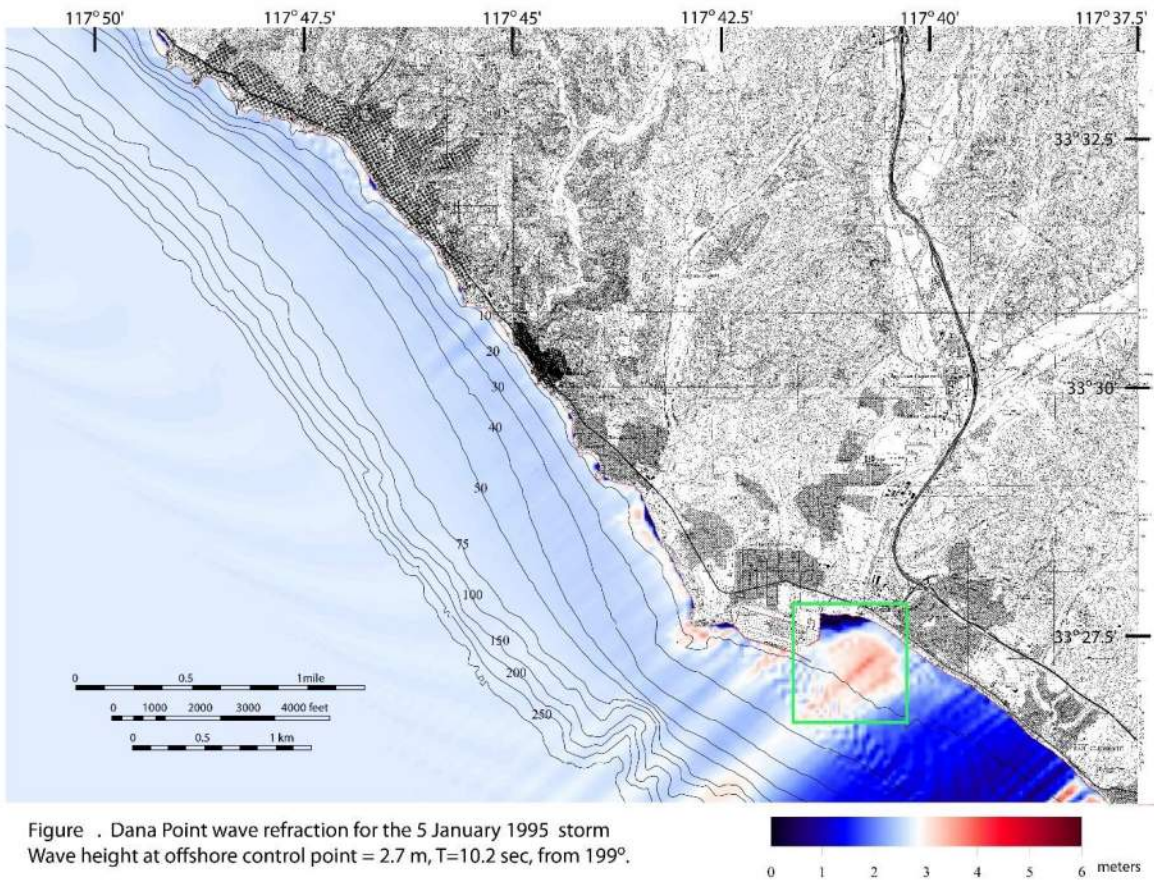 117°50' 117°47.5' 117°45' 117°42.5' 117°40' 117°37.5'
33°32.5'
10
20
33°30'
30
40
50
75
100
33°27.5'
150
200
250
0 0.5 1mile
0 1000 2000 3000 4000 feet
0 0.5 1 km
Figure . Dana Point wave refraction for the 5 January 1995 storm
Wave height at offshore control point = 2.7 m, T=10.2 sec, from 199°.
0 1 2 3 4 5 6 meters